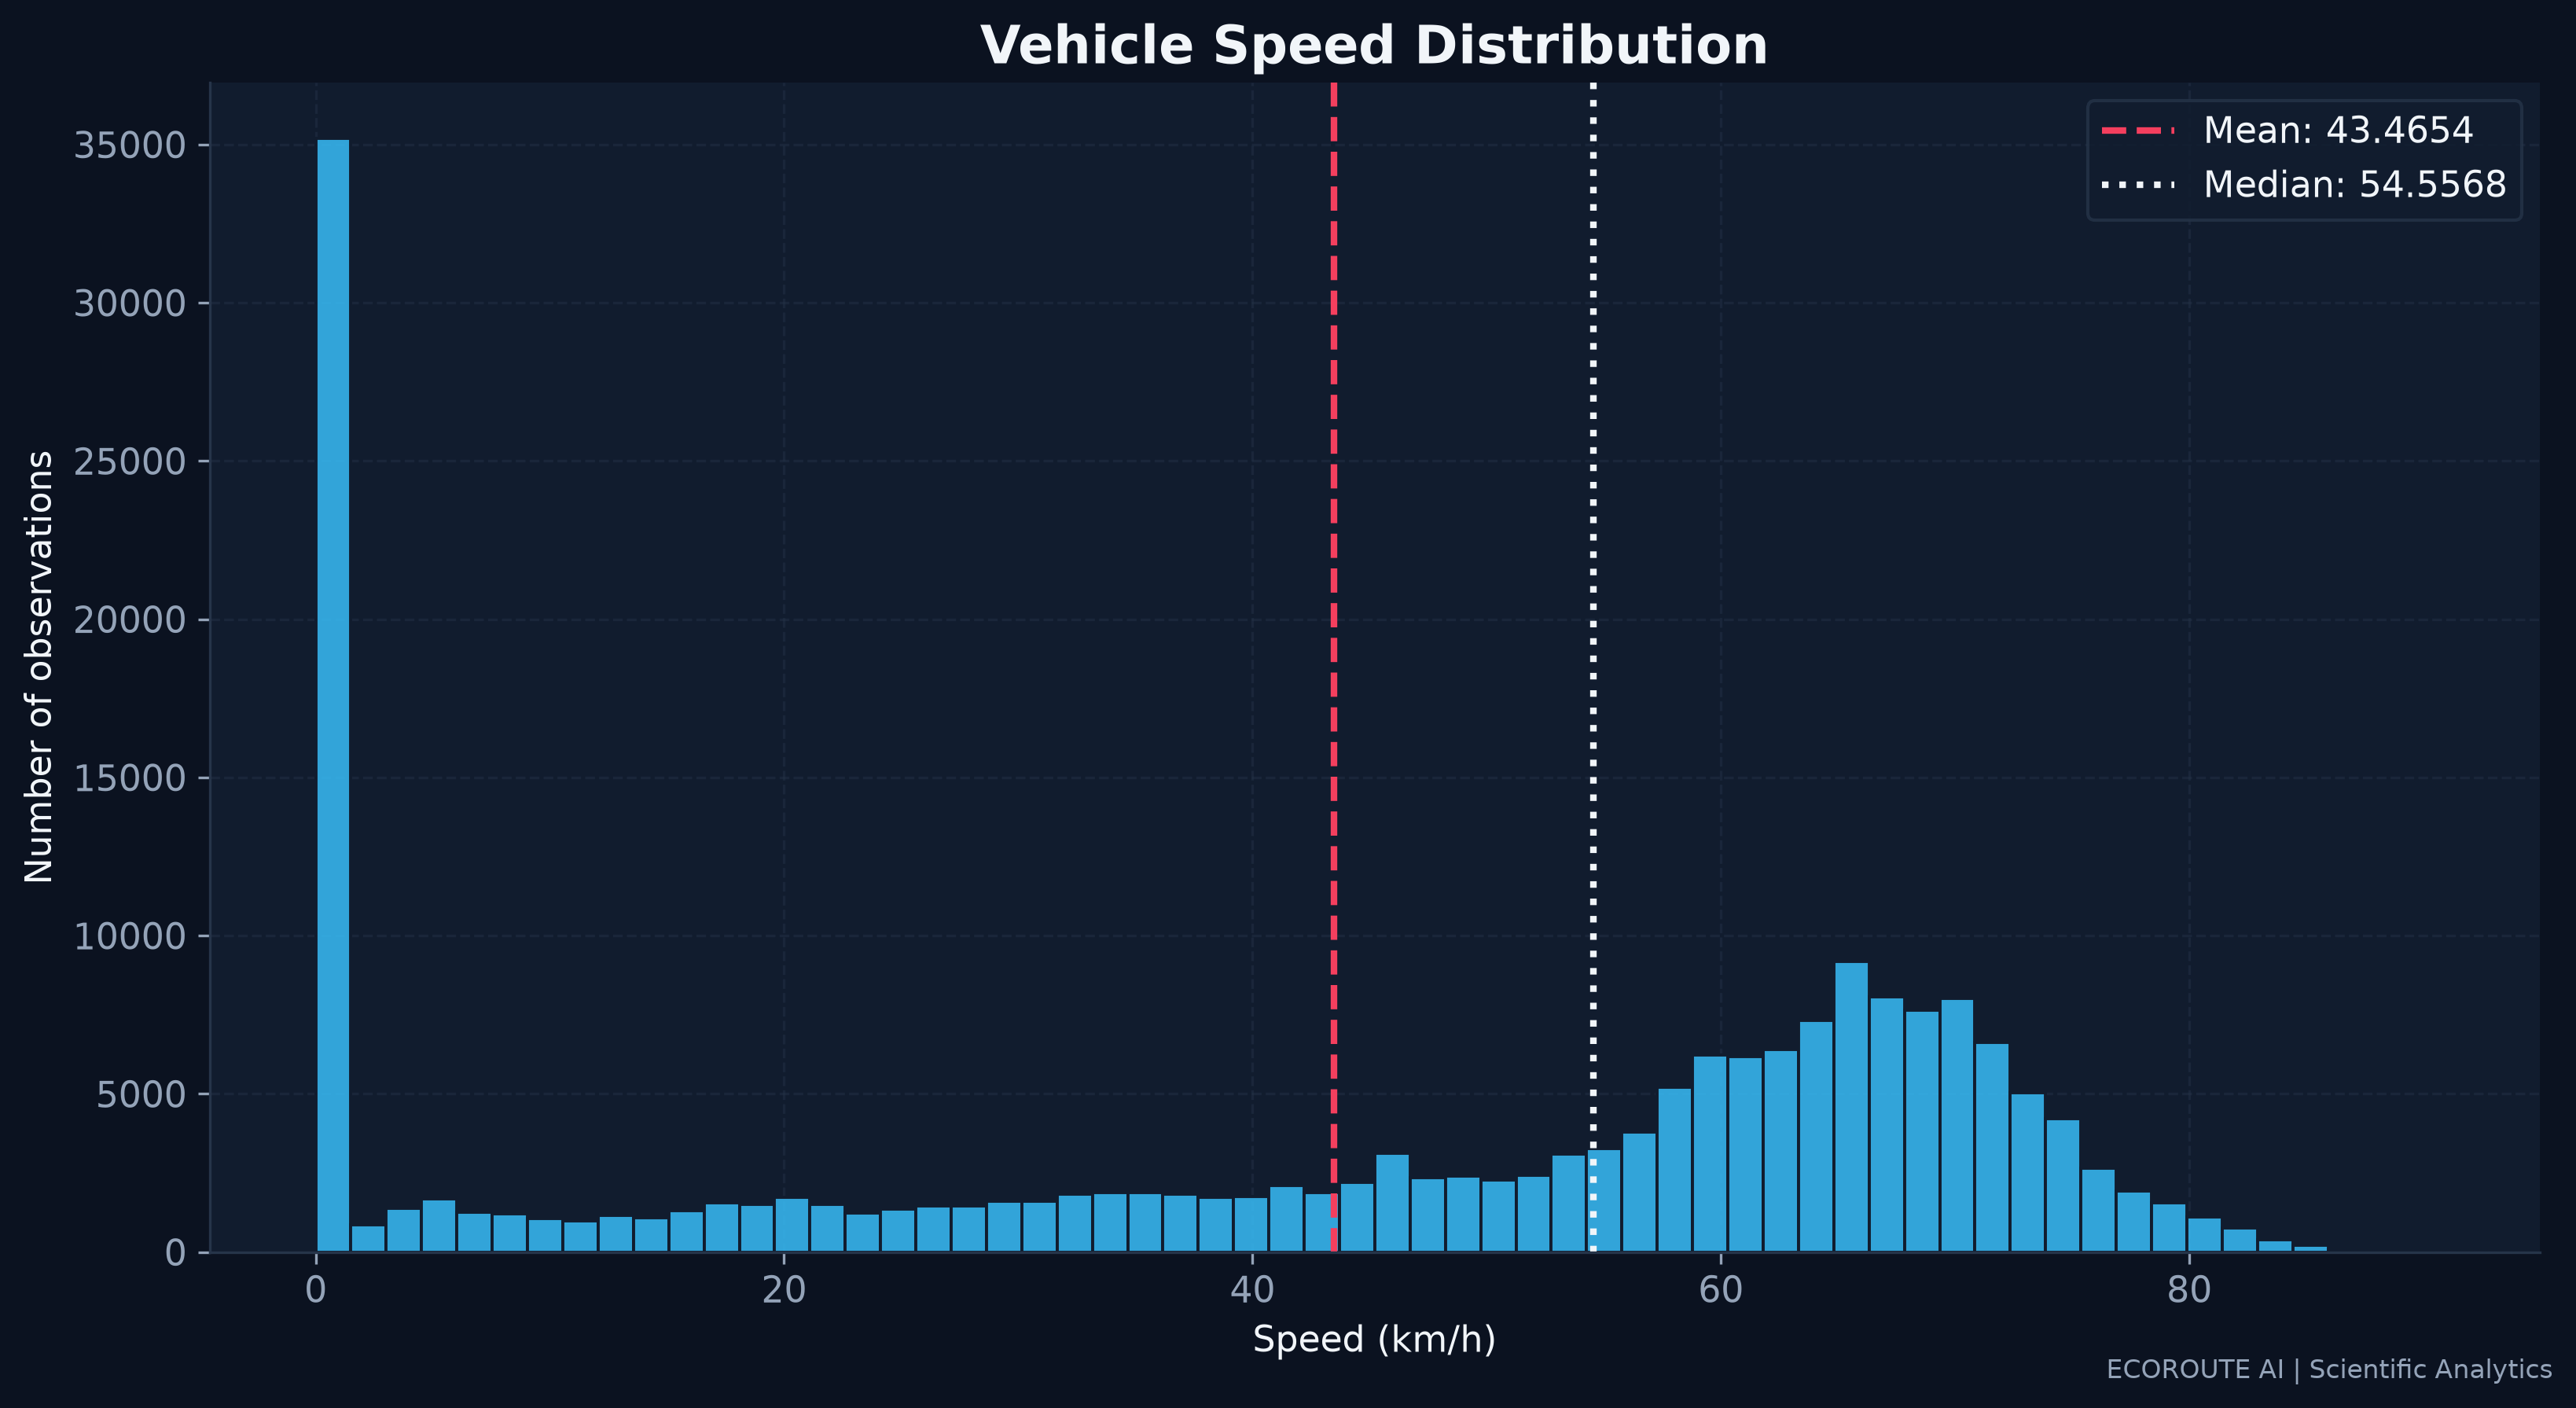 Vehicle Speed Distribution
Mean: 43.4654
Median: 54.5568
Number of observations
35000
30000
25000
20000
15000
10000
5000
0
0 20 40 60 80
Speed (km/h)
ECOROUTE AI | Scientific Analytics